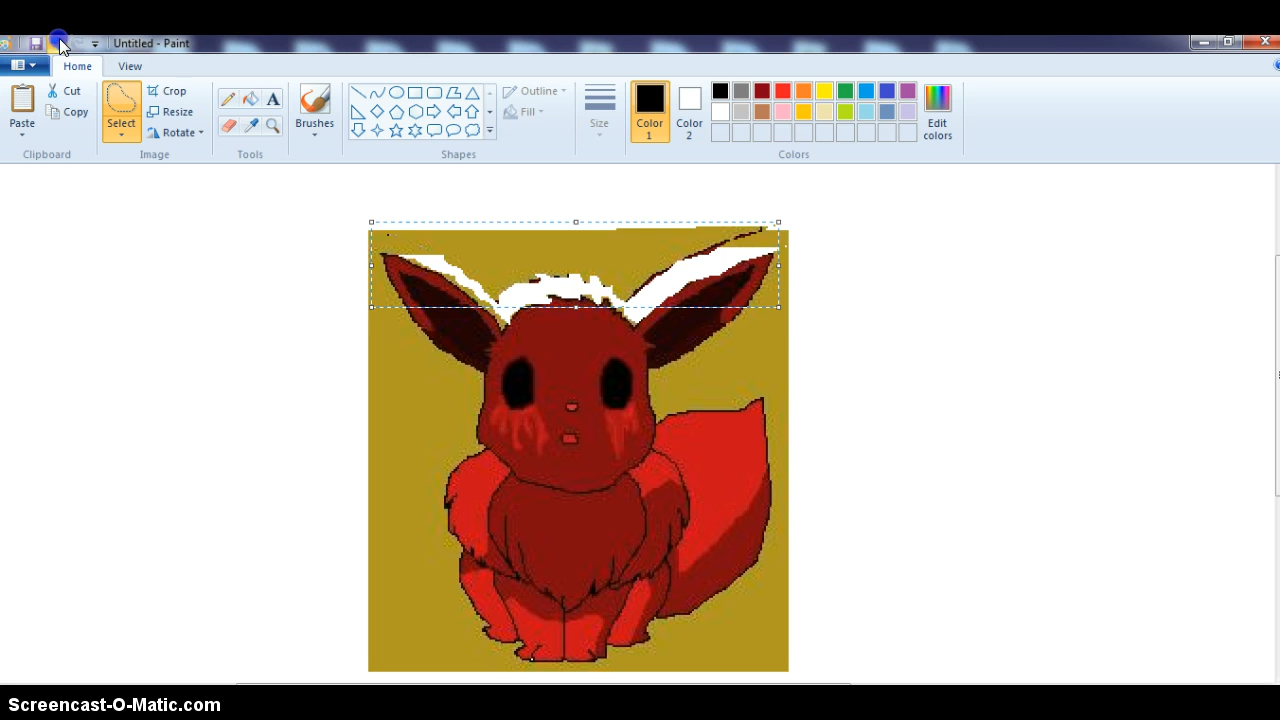 Untitled - Paint
Home View
Cut
Copy
Paste
Clipboard
Select
Crop
Resize
Rotate
Image
A
Tools
Brushes
Outline
Fill
Shapes
Size
Color
1
Color
2
Edit
colors
Colors
Screencast-O-Matic.com